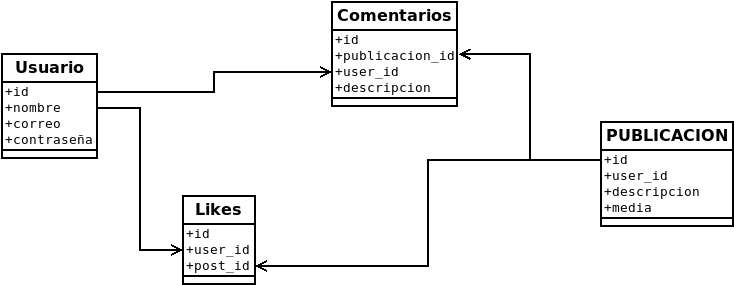 Usuario
+id
+nombre
+correo
+contraseña
Comentarios
+id
+publicacion_id
+user_id
+descripcion
PUBLICACION
+id
+user_id
+descripcion
+media
Likes
+id
+user_id
+post_id